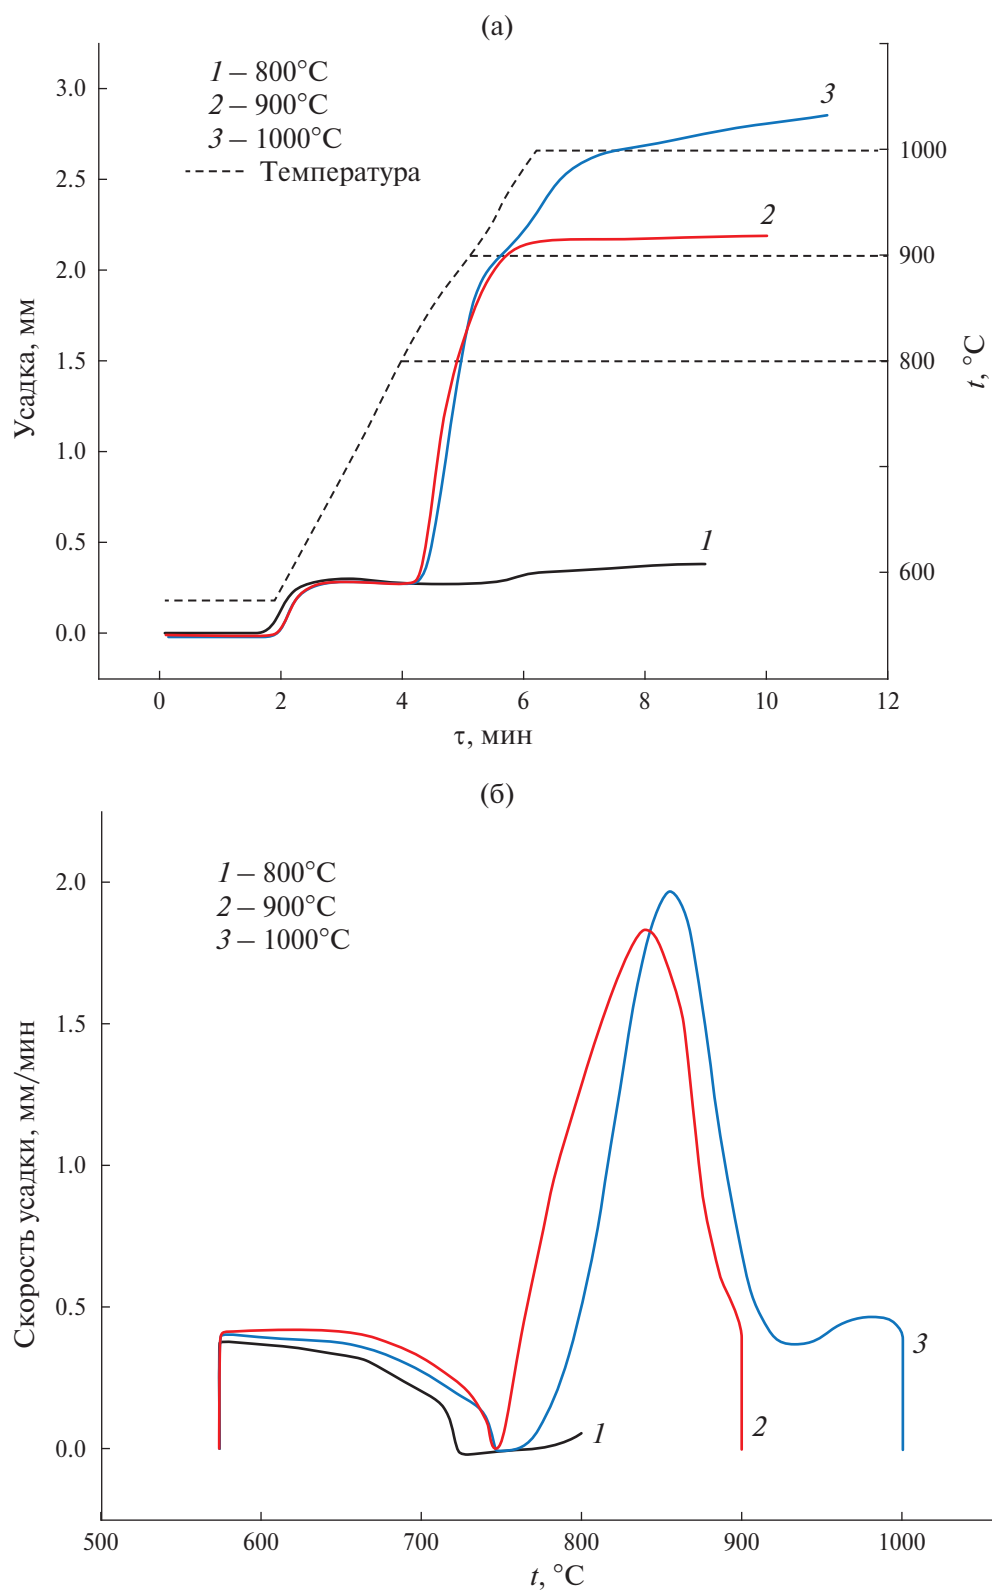 (а)
1 – 800°C
2 – 900°C
3 – 1000°C
Температура
3.0
2.5
2.0
1.5
1.0
0.5
0.0
Усадка, мм
1000
900
800
600
t, °C
3
2
1
0 2 4 6 8 10 12
τ, мин
(б)
1 – 800°C
2 – 900°C
3 – 1000°C
2.0
1.5
1.0
0.5
0.0
Скорость усадки, мм/мин
1
2
3
500 600 700 800 900 1000
t, °C